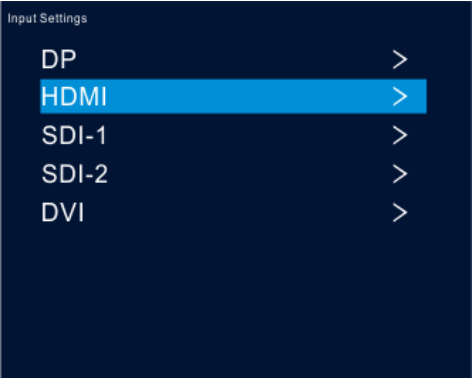 Input Settings
DP >
HDMI >
SDI-1 >
SDI-2 >
DVI >